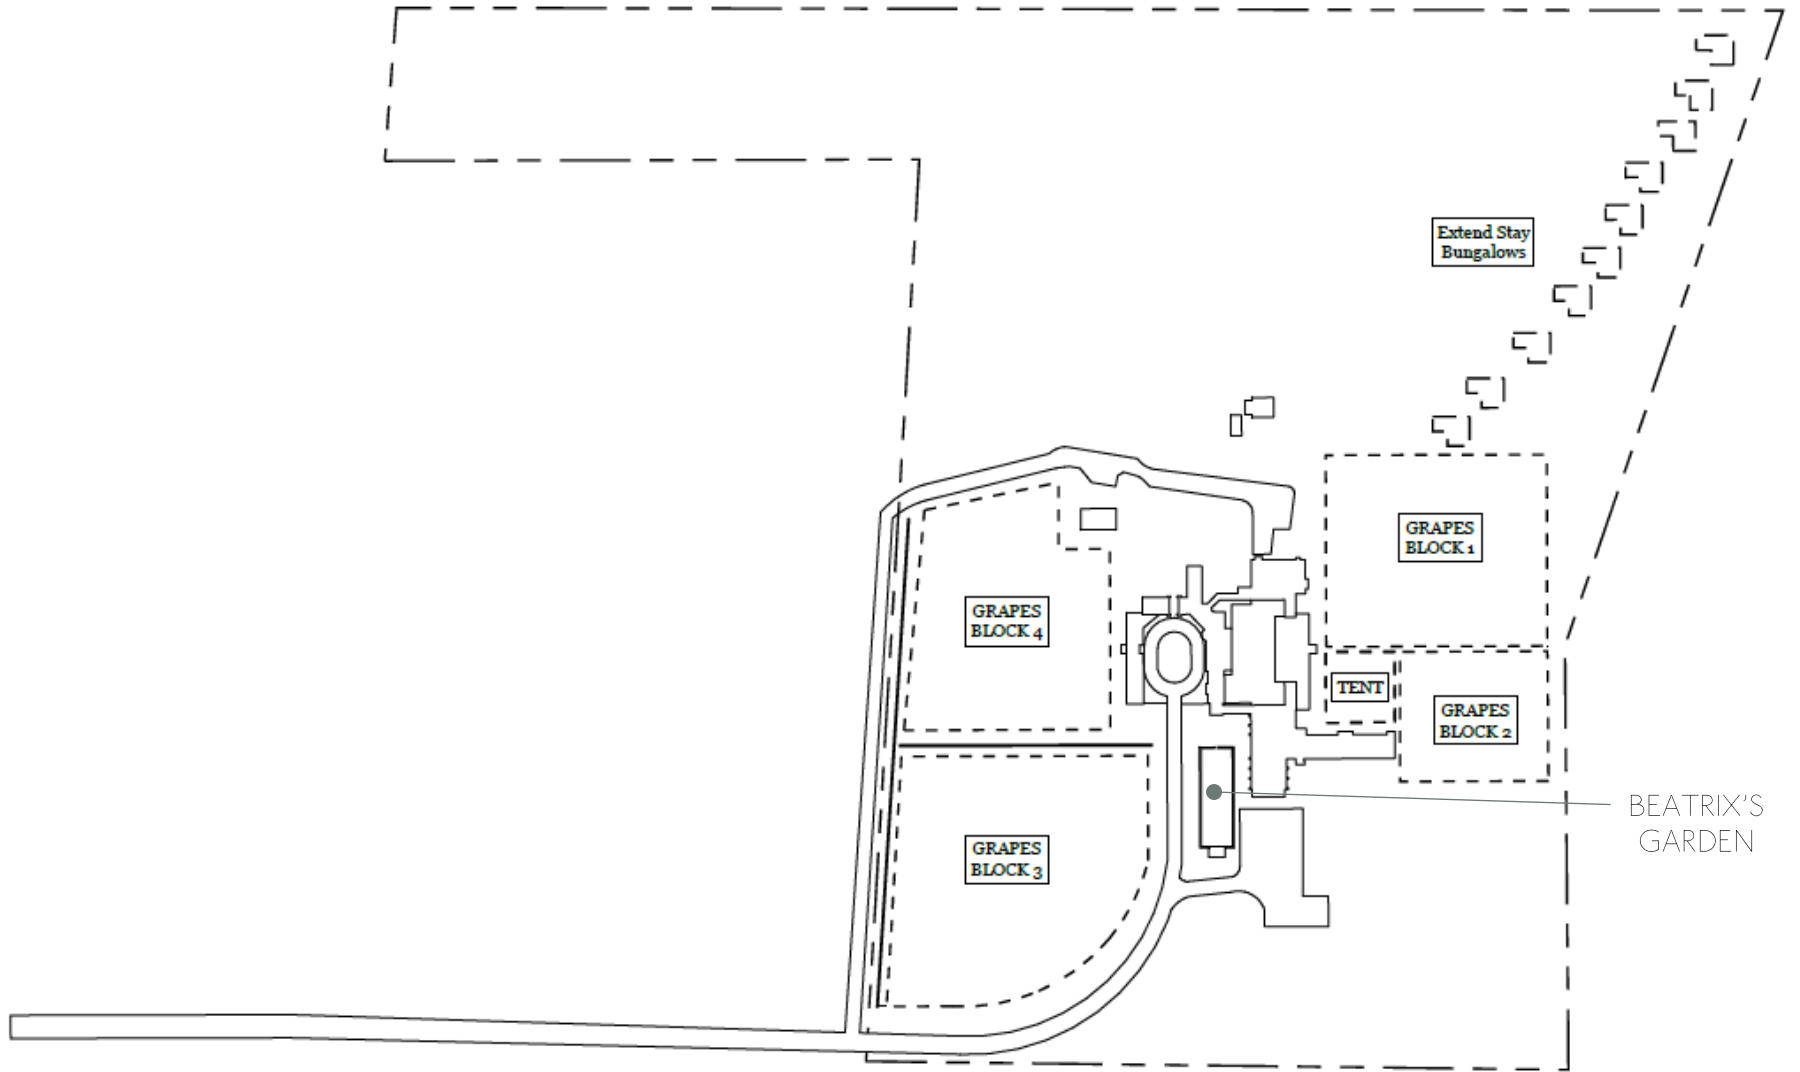 Extend Stay
Bungalows
GRAPES
BLOCK 1
GRAPES
BLOCK 4
TENT
GRAPES
BLOCK 2
BEATRIX'S
GARDEN
GRAPES
BLOCK 3